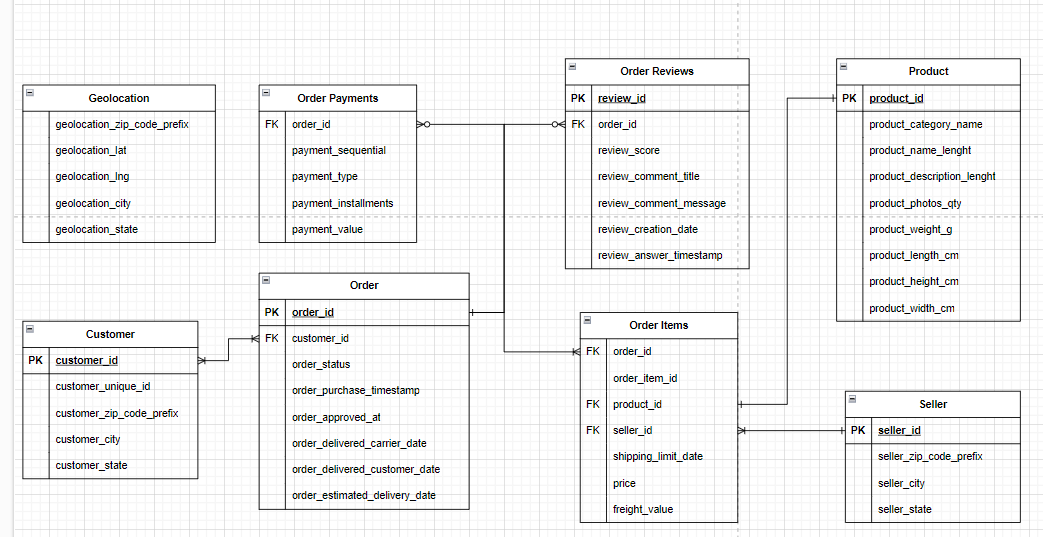 Geolocation
geolocation_zip_code_prefix
geolocation_lat
geolocation_lng
geolocation_city
geolocation_state
Order Payments
FK order_id
payment_sequential
payment_type
payment_installments
payment_value
Order Reviews
PK review_id
FK order_id
review_score
review_comment_title
review_comment_message
review_creation_date
review_answer_timestamp
Product
PK product_id
product_category_name
product_name_lenght
product_description_lenght
product_photos_qty
product_weight_g
product_length_cm
product_height_cm
product_width_cm
Customer
PK customer_id
customer_unique_id
customer_zip_code_prefix
customer_city
customer_state
Order
PK order_id
FK customer_id
order_status
order_purchase_timestamp
order_approved_at
order_delivered_carrier_date
order_delivered_customer_date
order_estimated_delivery_date
Order Items
FK order_id
order_item_id
FK product_id
FK seller_id
shipping_limit_date
price
freight_value
Seller
PK seller_id
seller_zip_code_prefix
seller_city
seller_state